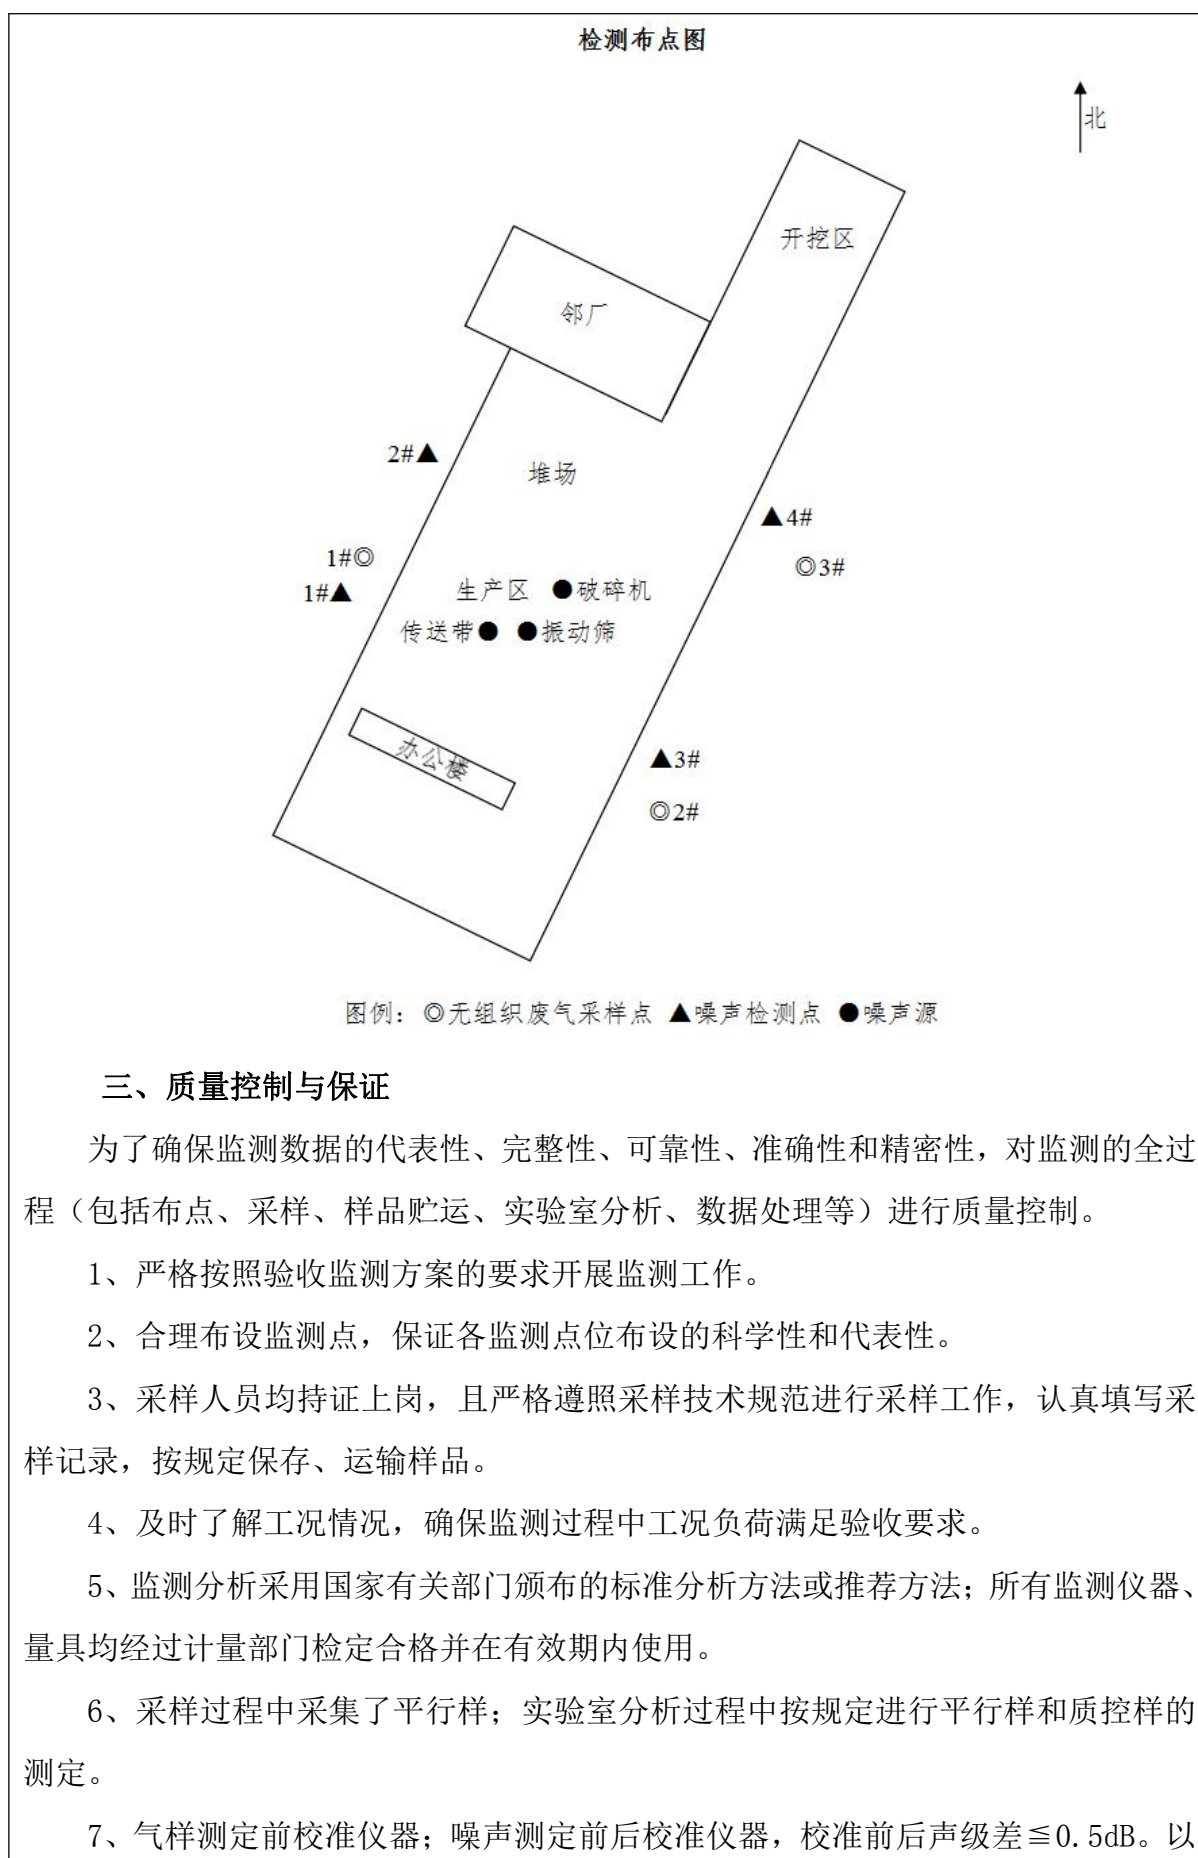 检测布点图
北
开挖区
邻厂
2#▲
堆场
▲4#
1#◎
◎3#
1#▲
生产区 ●破碎机
传送带● ●振动筛
办公楼
▲3#
◎2#
图例：◎无组织废气采样点 ▲噪声检测点 ●噪声源
三、质量控制与保证
为了确保监测数据的代表性、完整性、可靠性、准确性和精密性，对监测的全过
程（包括布点、采样、样品贮运、实验室分析、数据处理等）进行质量控制。
1、严格按照验收监测方案的要求开展监测工作。
2、合理布设监测点，保证各监测点位布设的科学性和代表性。
3、采样人员均持证上岗，且严格遵照采样技术规范进行采样工作，认真填写采
样记录，按规定保存、运输样品。
4、及时了解工况情况，确保监测过程中工况负荷满足验收要求。
5、监测分析采用国家有关部门颁布的标准分析方法或推荐方法；所有监测仪器、
量具均经过计量部门检定合格并在有效期内使用。
6、采样过程中采集了平行样；实验室分析过程中按规定进行平行样和质控样的
测定。
7、气样测定前校准仪器；噪声测定前后校准仪器，校准前后声级差≦0.5dB。以